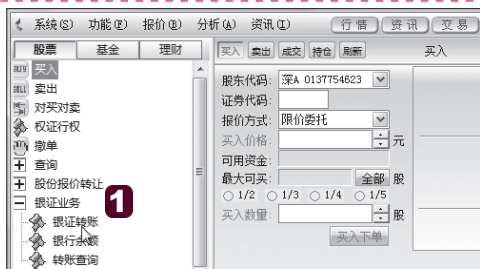 系统(S) 功能(F) 报价(B) 分析(A) 资讯(I) 行情 资讯 交易
股票 基金 理财
买入 卖出 成交 持仓 刷新 买入
BUY 买入
SELL 卖出
对买对卖
权证行权
撤单
查询
股份报价转让
银证业务
1
银证转账
银行余额
转账查询
股东代码: 深A 0137754623
证券代码:
报价方式: 限价委托
买入价格: 元
可用资金:
最大可买: 全部 股
1/2 1/3 1/4 1/5
买入数量: 股
买入下单